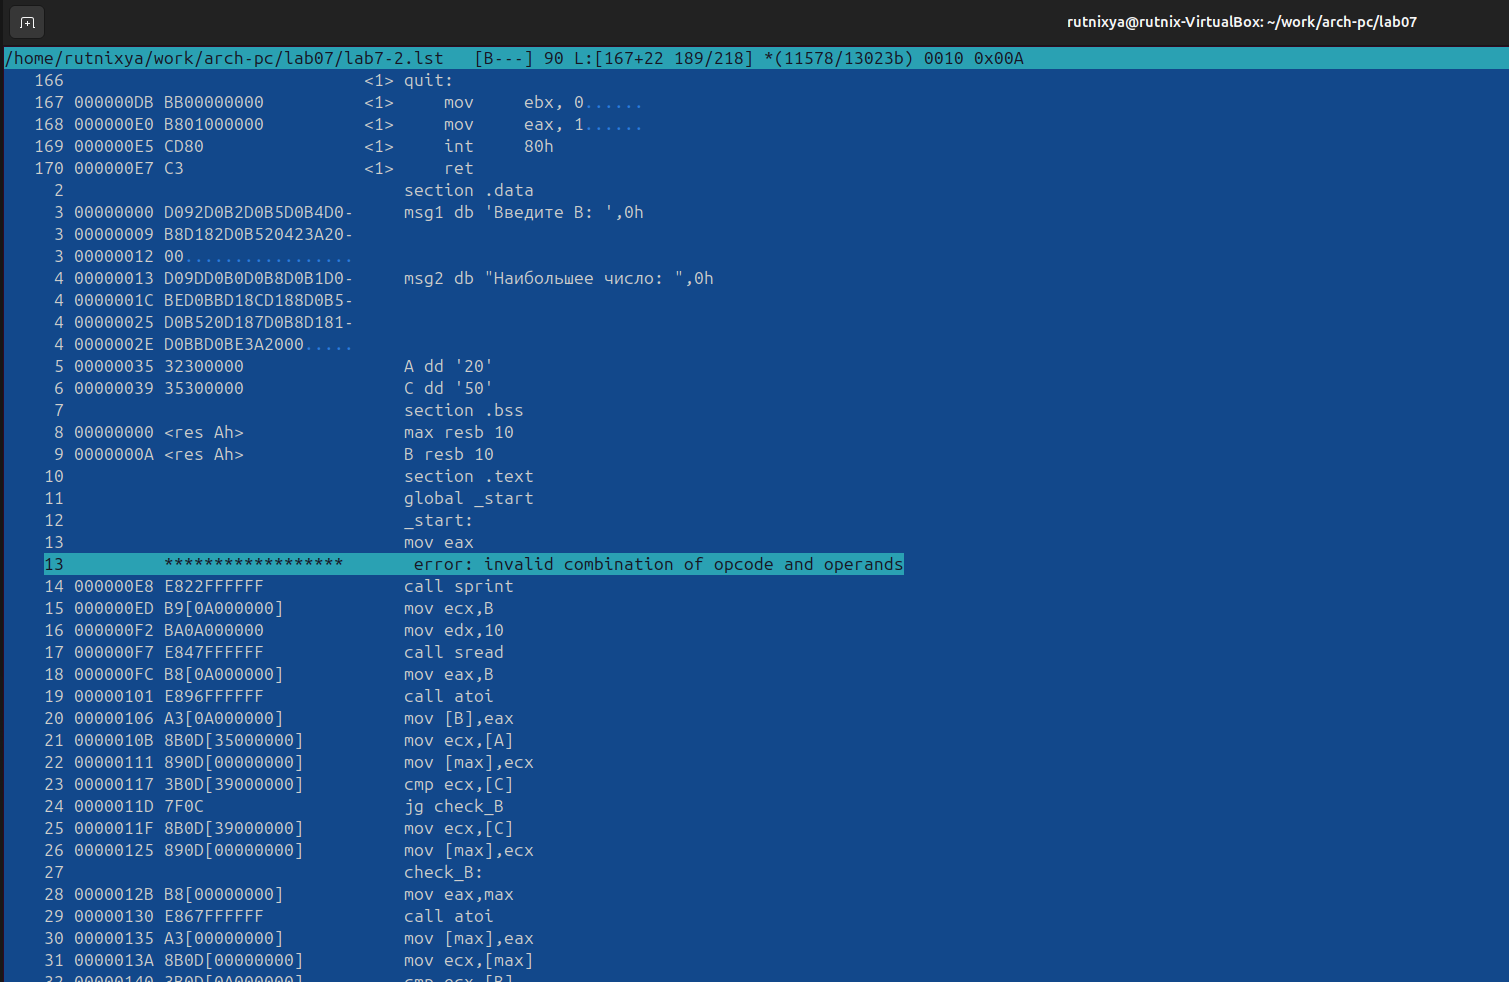 rutnixya@rutnix-VirtualBox: ~/work/arch-pc/lab07
/home/rutnixya/work/arch-pc/lab07/lab7-2.lst   [B---] 90 L:[167+22 189/218] *(11578/13023b) 0010 0x00A
166                              <1> quit:
167 000000DB BB00000000          <1>     mov     ebx, 0......
168 000000E0 B801000000          <1>     mov     eax, 1......
169 000000E5 CD80                <1>     int     80h
170 000000E7 C3                  <1>     ret
2                                  section .data
3 00000000 D092D0B2D0B5D0B4D0-     msg1 db 'Введите B: ',0h
3 00000009 B8D182D0B520423A20-
3 00000012 00.................
4 00000013 D09DD0B0D0B8D0B1D0-     msg2 db "Наибольшее число: ",0h
4 0000001C BED0BBD18CD188D0B5-
4 00000025 D0B520D187D0B8D181-
4 0000002E D0BBD0BE3A2000.....
5 00000035 32300000                A dd '20'
6 00000039 35300000                C dd '50'
7                                  section .bss
8 00000000 <res Ah>                max resb 10
9 0000000A <res Ah>                B resb 10
10                                  section .text
11                                  global _start
12                                  _start:
13                                  mov eax
13          ******************       error: invalid combination of opcode and operands
14 000000E8 E822FFFFFF              call sprint
15 000000ED B9[0A000000]            mov ecx,B
16 000000F2 BA0A000000              mov edx,10
17 000000F7 E847FFFFFF              call sread
18 000000FC B8[0A000000]            mov eax,B
19 00000101 E896FFFFFF              call atoi
20 00000106 A3[0A000000]            mov [B],eax
21 0000010B 8B0D[35000000]          mov ecx,[A]
22 00000111 890D[00000000]          mov [max],ecx
23 00000117 3B0D[39000000]          cmp ecx,[C]
24 0000011D 7F0C                    jg check_B
25 0000011F 8B0D[39000000]          mov ecx,[C]
26 00000125 890D[00000000]          mov [max],ecx
27                                  check_B:
28 0000012B B8[00000000]            mov eax,max
29 00000130 E867FFFFFF              call atoi
30 00000135 A3[00000000]            mov [max],eax
31 0000013A 8B0D[00000000]          mov ecx,[max]
32 00000140 3B0D[0A000000]          cmp ecx,[B]